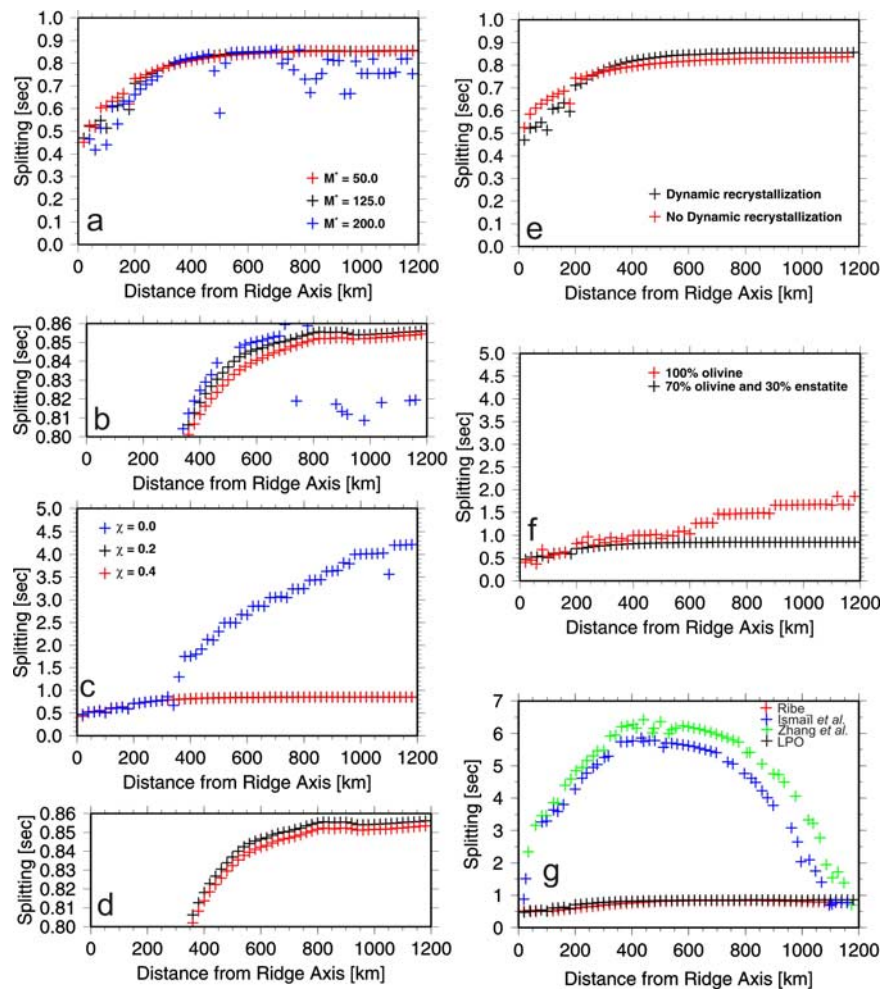 1.0
0.9
0.8
0.7
0.6
0.5
0.4
0.3
0.2
0.1
0.0
Splitting [sec]
a
M* = 50.0
M* = 125.0
M* = 200.0
0 200 400 600 800 1000 1200
Distance from Ridge Axis [km]
0.86
0.85
0.84
0.83
0.82
0.81
0.80
Splitting [sec]
b
0 200 400 600 800 1000 1200
Distance from Ridge Axis [km]
5.0
4.5
4.0
3.5
3.0
2.5
2.0
1.5
1.0
0.5
0.0
Splitting [sec]
χ = 0.0
χ = 0.2
χ = 0.4
c
0 200 400 600 800 1000 1200
Distance from Ridge Axis [km]
0.86
0.85
0.84
0.83
0.82
0.81
0.80
Splitting [sec]
d
0 200 400 600 800 1000 1200
Distance from Ridge Axis [km]
1.0
0.9
0.8
0.7
0.6
0.5
0.4
0.3
0.2
0.1
0.0
Splitting [sec]
Dynamic recrystallization
No Dynamic recrystallization
e
0 200 400 600 800 1000 1200
Distance from Ridge Axis [km]
5.0
4.5
4.0
3.5
3.0
2.5
2.0
1.5
1.0
0.5
0.0
Splitting [sec]
100% olivine
70% olivine and 30% enstatite
f
0 200 400 600 800 1000 1200
Distance from Ridge Axis [km]
7
6
5
4
3
2
1
0
Splitting [sec]
Ribe
Ismaïl et al.
Zhang et al.
LPO
g
0 200 400 600 800 1000 1200
Distance from Ridge Axis [km]